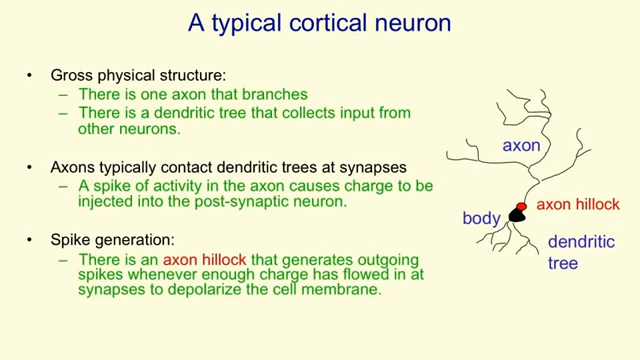 A typical cortical neuron
• Gross physical structure:
– There is one axon that branches
– There is a dendritic tree that collects input from
other neurons.
• Axons typically contact dendritic trees at synapses
– A spike of activity in the axon causes charge to be
injected into the post-synaptic neuron.
• Spike generation:
– There is an axon hillock that generates outgoing
spikes whenever enough charge has flowed in at
synapses to depolarize the cell membrane.
axon
axon hillock
body
dendritic
tree